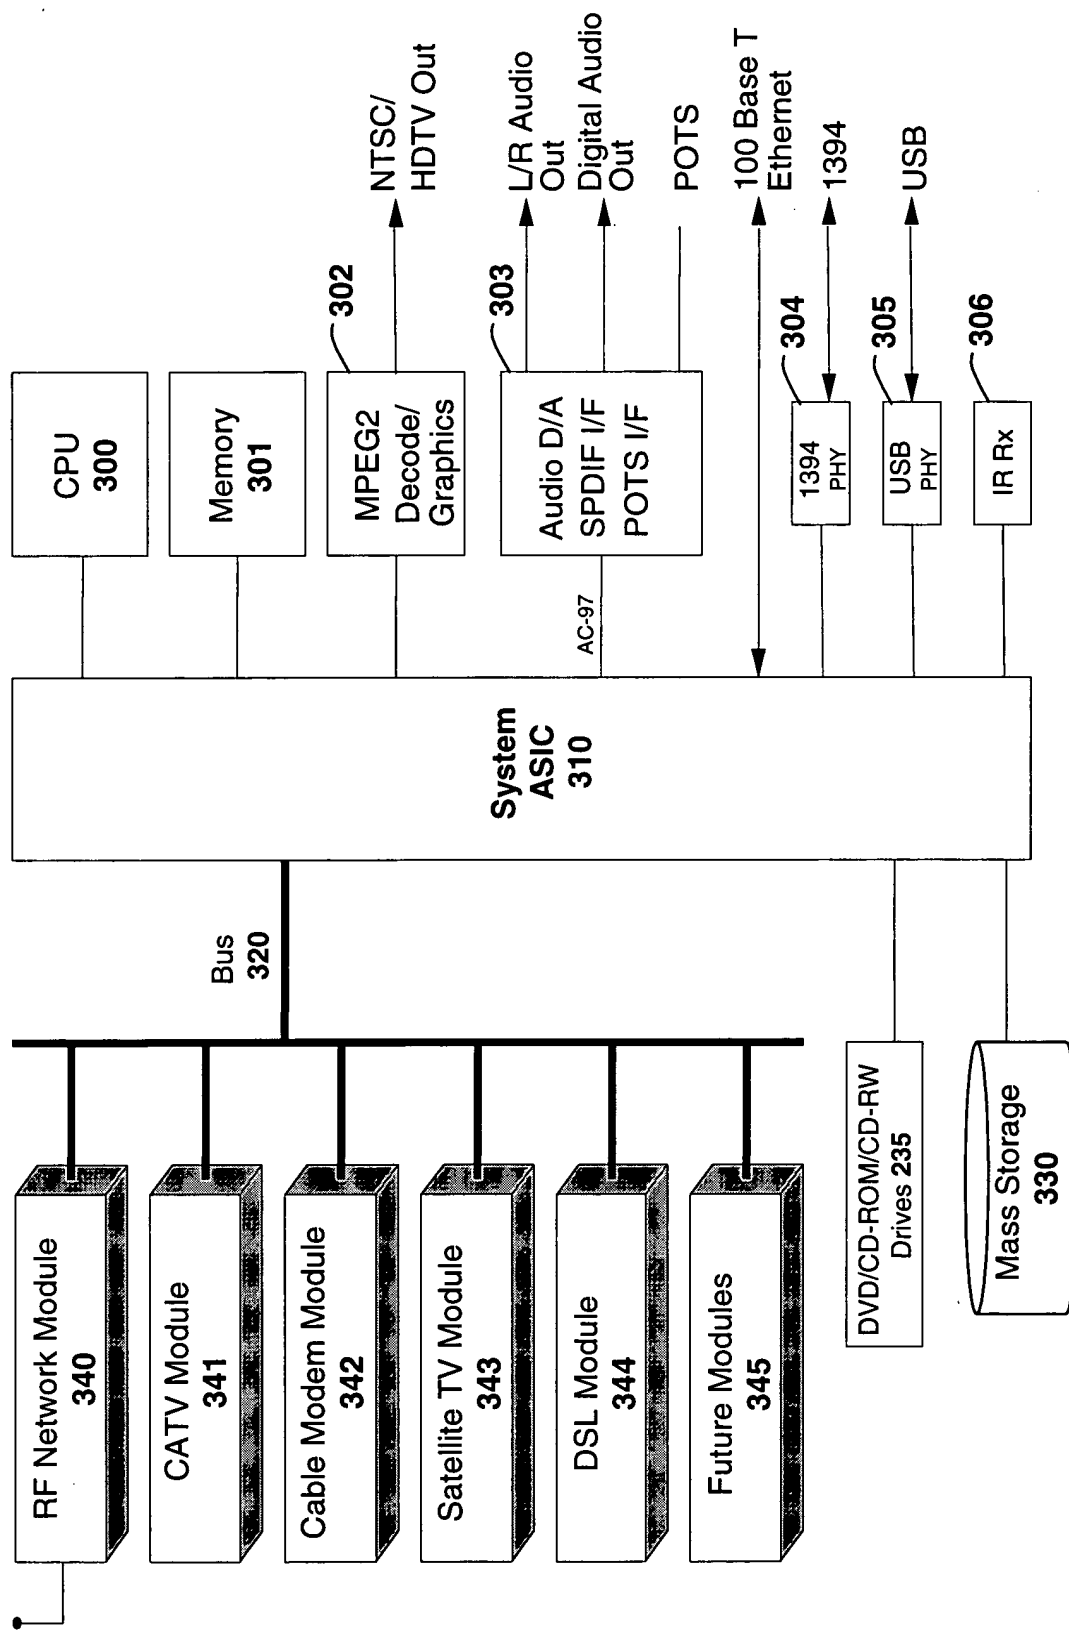 RF Network Module
340
CATV Module
341
Cable Modem Module
342
Satellite TV Module
343
DSL Module
344
Future Modules
345
DVD/CD-ROM/CD-RW
Drives 235
Mass Storage
330
Bus
320
System
ASIC
310
AC-97
CPU
300
Memory
301
MPEG2
Decode/
Graphics
302
NTSC/
HDTV Out
Audio D/A
SPDIF I/F
POTS I/F
303
L/R Audio
Out
Digital Audio
Out
POTS
100 Base T
Ethernet
1394
PHY
304
1394
USB
PHY
305
USB
IR Rx
306